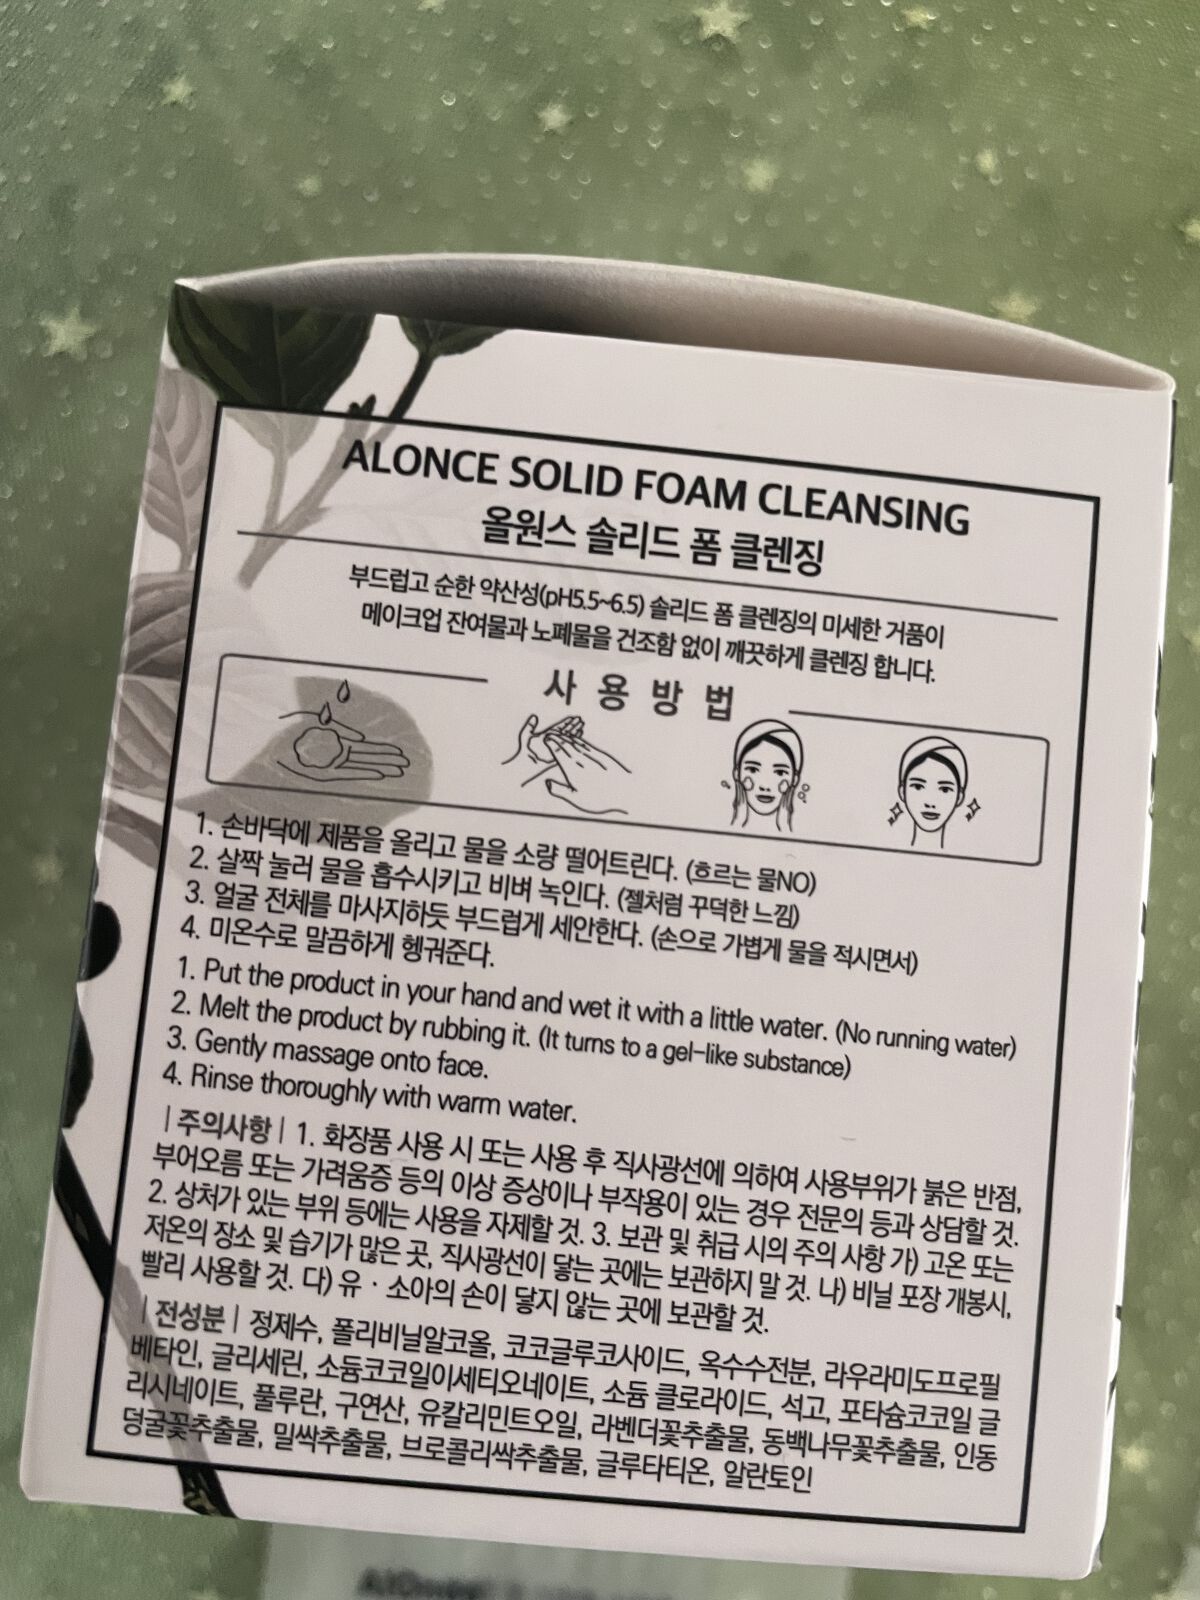 ALONCE SOLID FOAM CLEANSING
올원스 솔리드 폼 클렌징
부드럽고 순한 약산성(pH5.5~6.5) 솔리드 폼 클렌징의 미세한 거품이
메이크업 잔여물과 노폐물을 건조함 없이 깨끗하게 클렌징 합니다.
사용방법
1. 손바닥에 제품을 올리고 물을 소량 떨어트린다. (흐르는 물NO)
2. 살짝 눌러 물을 흡수시키고 비벼 녹인다. (젤처럼 꾸덕한 느낌)
3. 얼굴 전체를 마사지하듯 부드럽게 세안한다. (손으로 가볍게 물을 적시면서)
4. 미온수로 말끔하게 헹궈준다.
1. Put the product in your hand and wet it with a little water. (No running water)
2. Melt the product by rubbing it. (It turns to a gel-like substance)
3. Gently massage onto face.
4. Rinse thoroughly with warm water.
| 주의사항 | 1. 화장품 사용 시 또는 사용 후 직사광선에 의하여 사용부위가 붉은 반점,
부어오름 또는 가려움증 등의 이상 증상이나 부작용이 있는 경우 전문의 등과 상담할 것.
2. 상처가 있는 부위 등에는 사용을 자제할 것. 3. 보관 및 취급 시의 주의 사항 가) 고온 또는
저온의 장소 및 습기가 많은 곳, 직사광선이 닿는 곳에는 보관하지 말 것. 나) 비닐 포장 개봉시,
빨리 사용할 것. 다) 유 · 소아의 손이 닿지 않는 곳에 보관할 것.
| 전성분 | 정제수, 폴리비닐알코올, 코코글루코사이드, 옥수수전분, 라우라미도프로필
베타인, 글리세린, 소듐코코일이세티오네이트, 소듐 클로라이드, 석고, 포타슘코코일 글
리시네이트, 풀루란, 구연산, 유칼리민트오일, 라벤더꽃추출물, 동백나무꽃추출물, 인동
덩굴꽃추출물, 밀싹추출물, 브로콜리싹추출물, 글루타티온, 알란토인